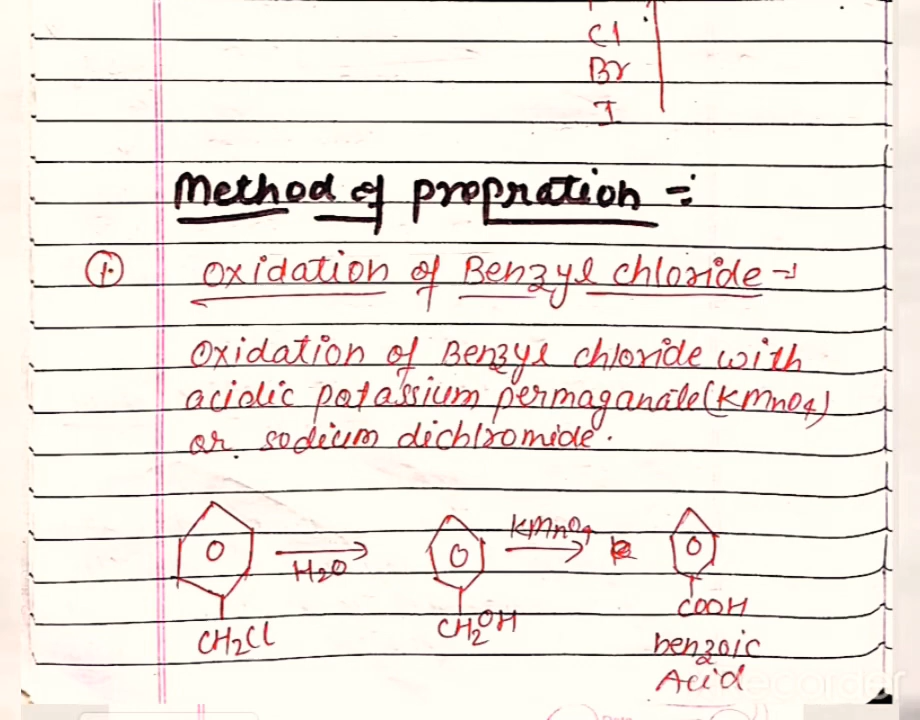 Cl
Br
I
Method of propration :-
1. Oxidation of Benzyl chloride -
Oxidation of Benzyl chloride with
acidic potassium permaganate (KMnO4)
or sodium dichlromide.
H2O KMnO4
CH2Cl CH2OH COOH
benzoic
Acid